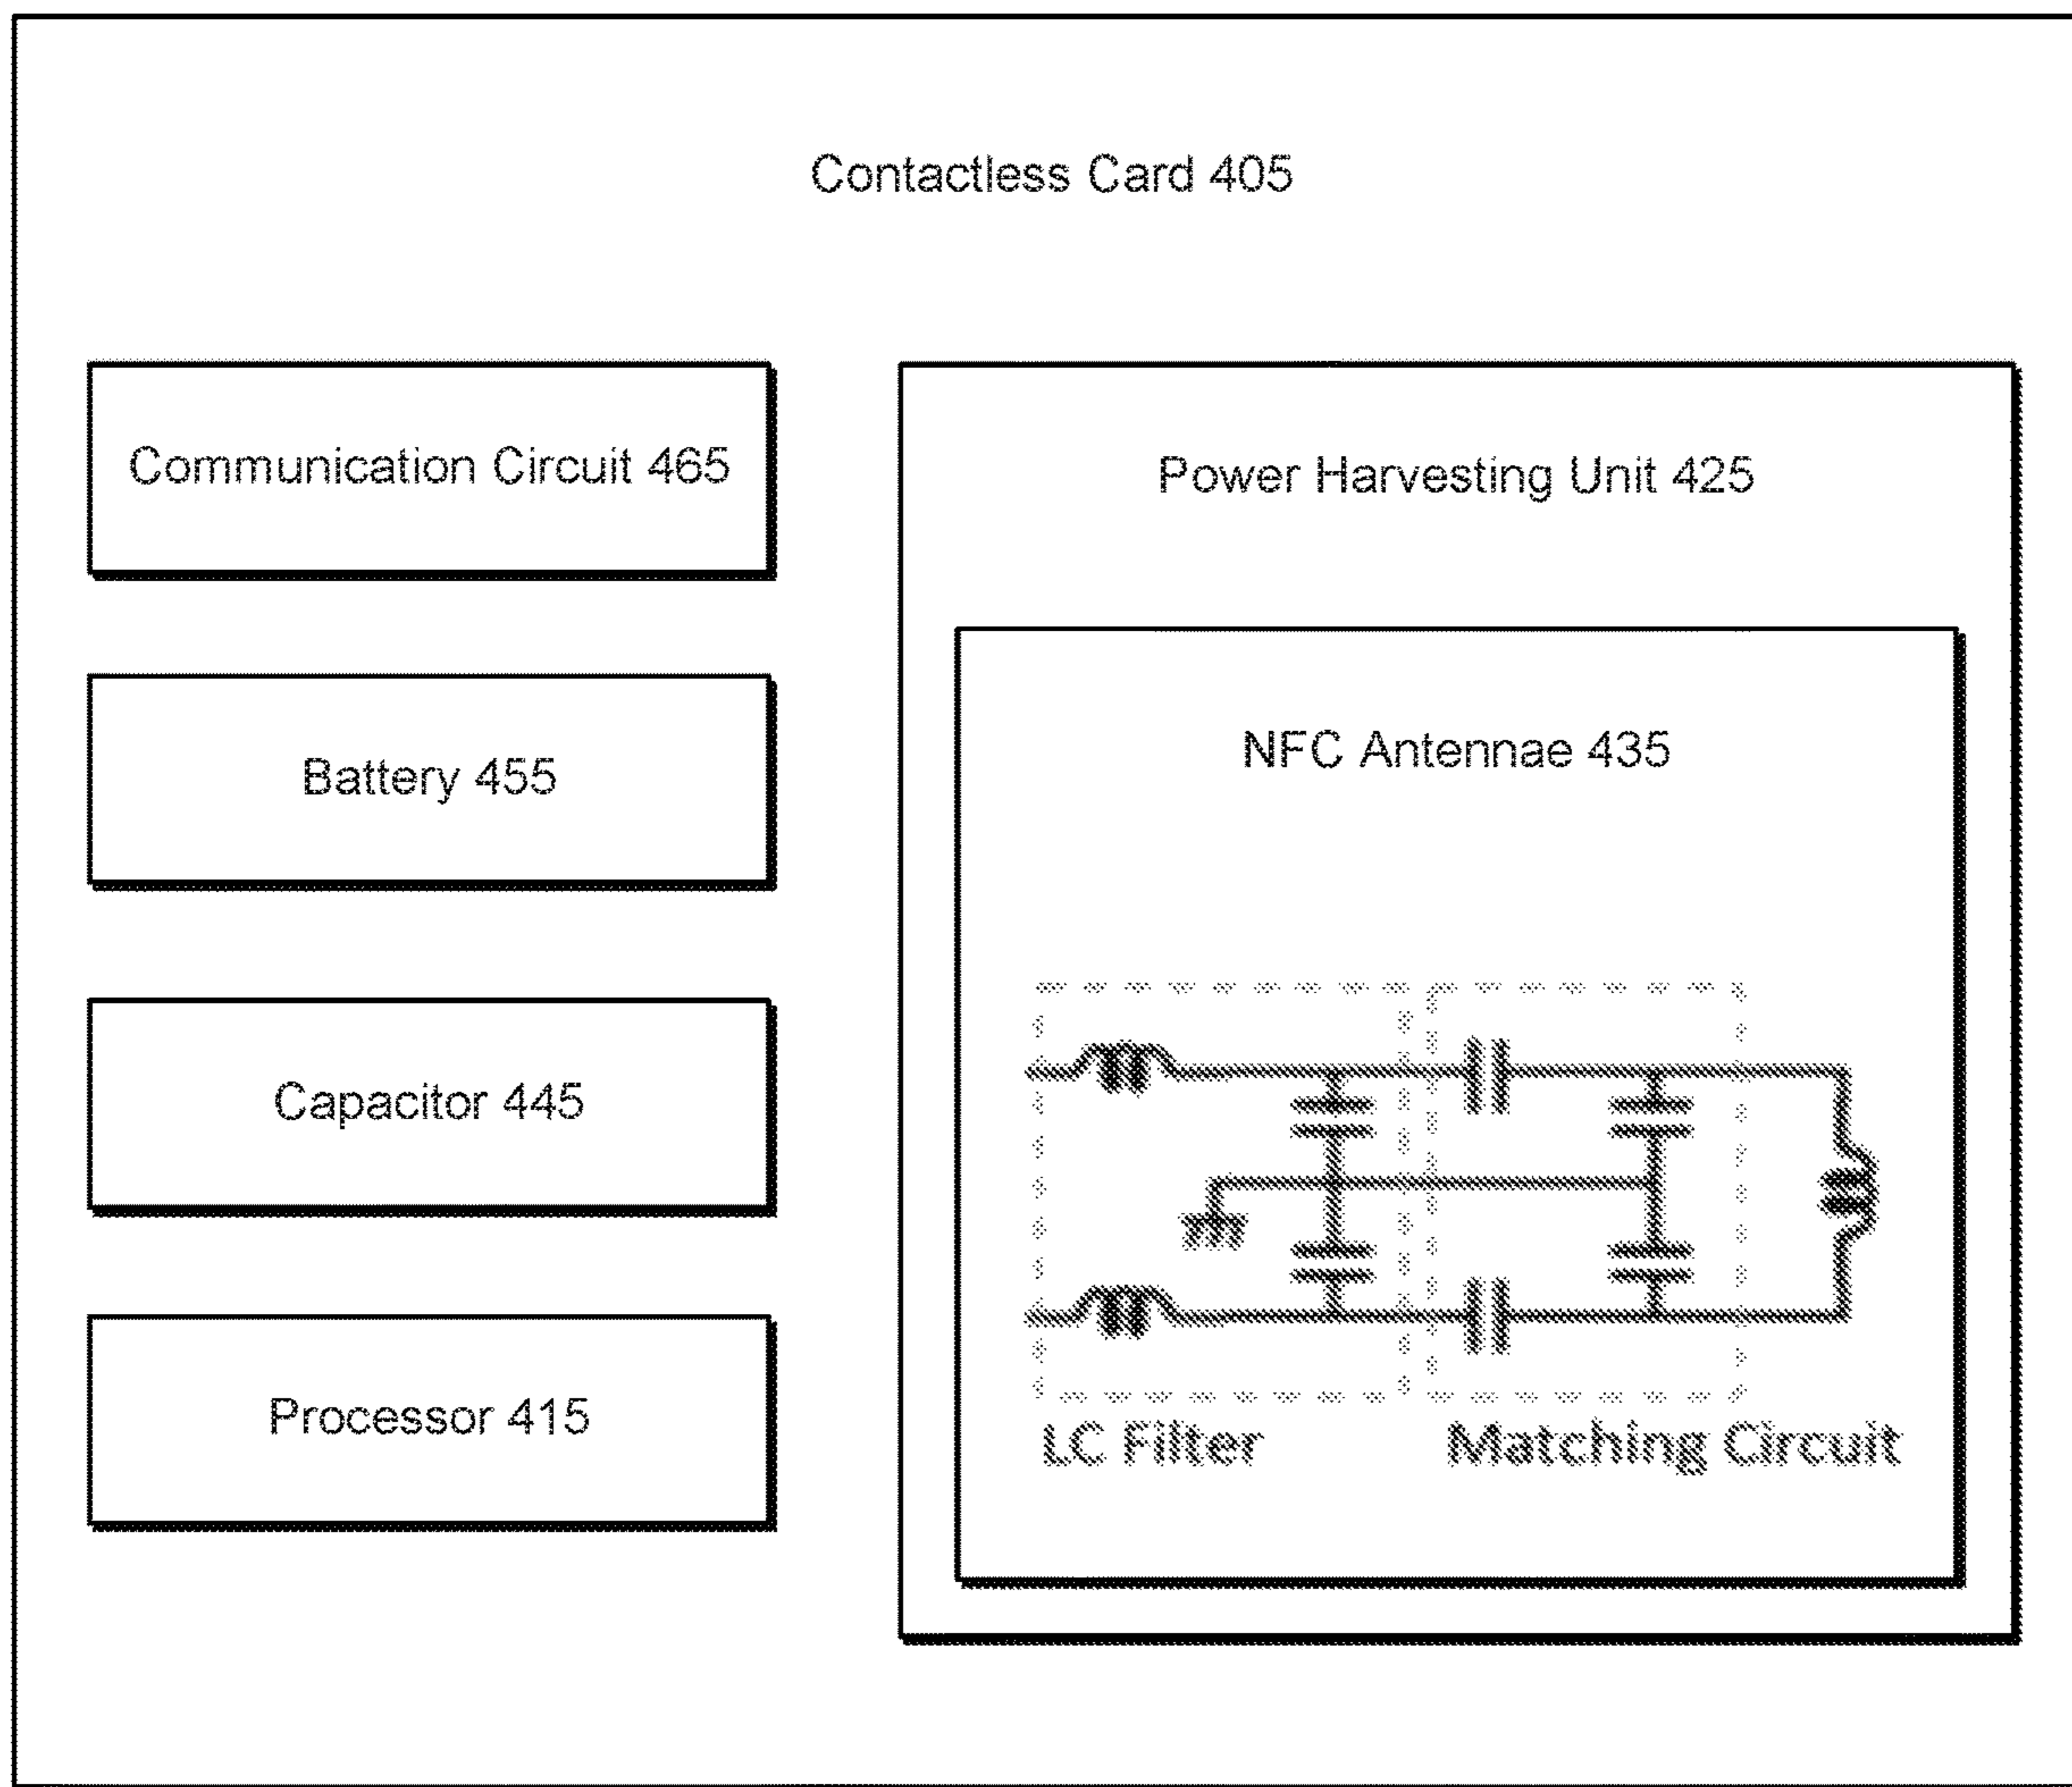 Contactless Card 405
Communication Circuit 465
Battery 455
Capacitor 445
Processor 415
Power Harvesting Unit 425
NFC Antennae 435
LC Filter
Matching Circuit